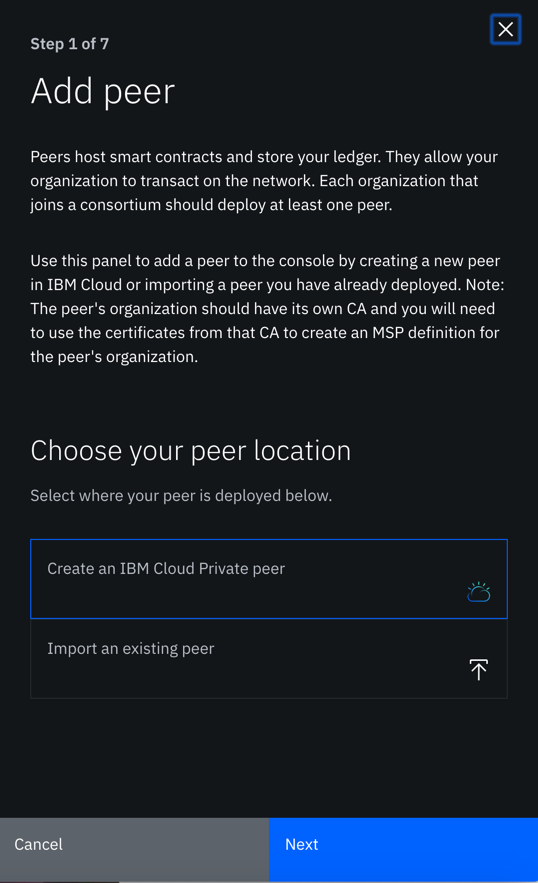 Step 1 of 7
Add peer
Peers host smart contracts and store your ledger. They allow your
organization to transact on the network. Each organization that
joins a consortium should deploy at least one peer.
Use this panel to add a peer to the console by creating a new peer
in IBM Cloud or importing a peer you have already deployed. Note:
The peer's organization should have its own CA and you will need
to use the certificates from that CA to create an MSP definition for
the peer's organization.
Choose your peer location
Select where your peer is deployed below.
Create an IBM Cloud Private peer
Import an existing peer
Cancel
Next